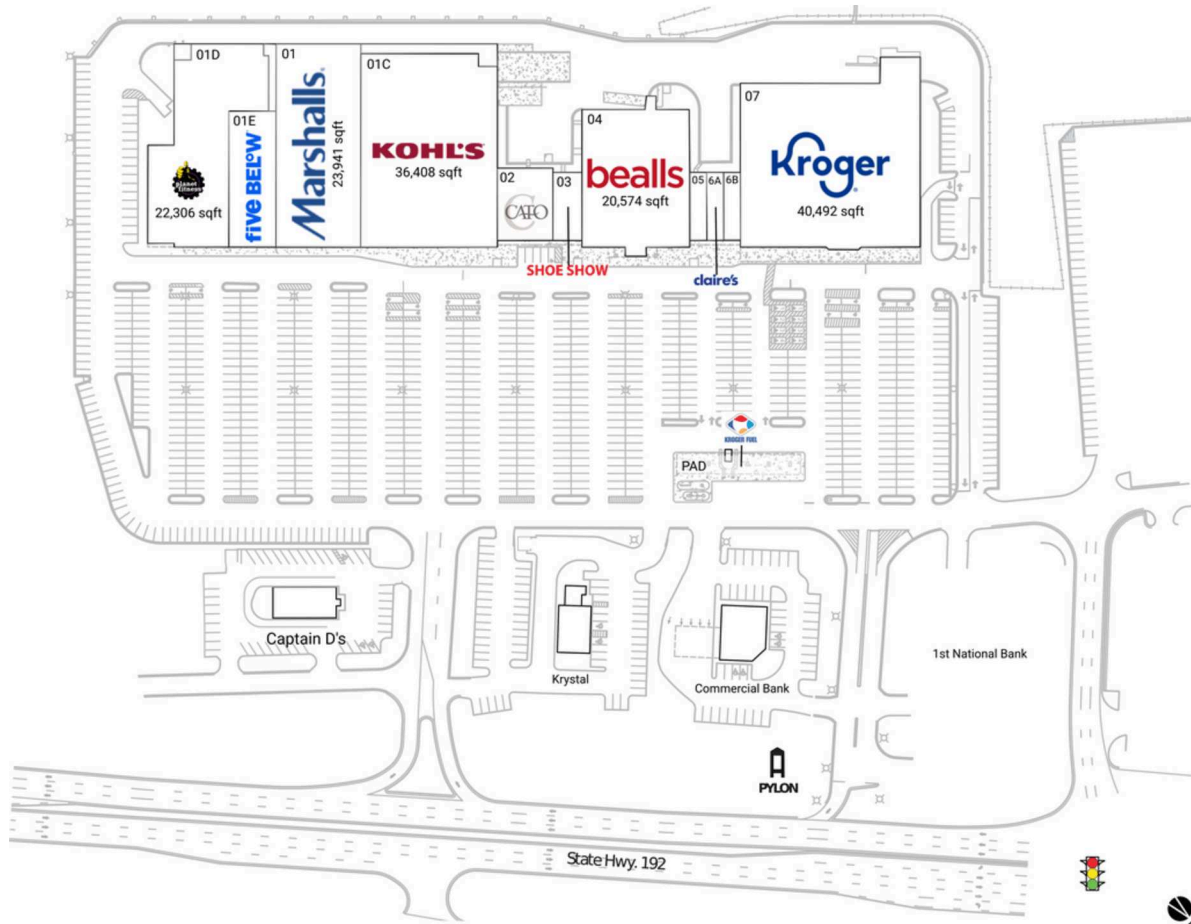 01D
01
01C
07
04
01E
Marshalls
23,941 sqft
KOHL'S
36,408 sqft
Kroger
40,492 sqft
planet fitness
22,306 sqft
five BELOW
02
03
bealls
20,574 sqft
05
6A
6B
CATO
SHOE SHOW
claire's
KROGER FUEL
PAD
Captain D's
Krystal
Commercial Bank
1st National Bank
PYLON
State Hwy. 192